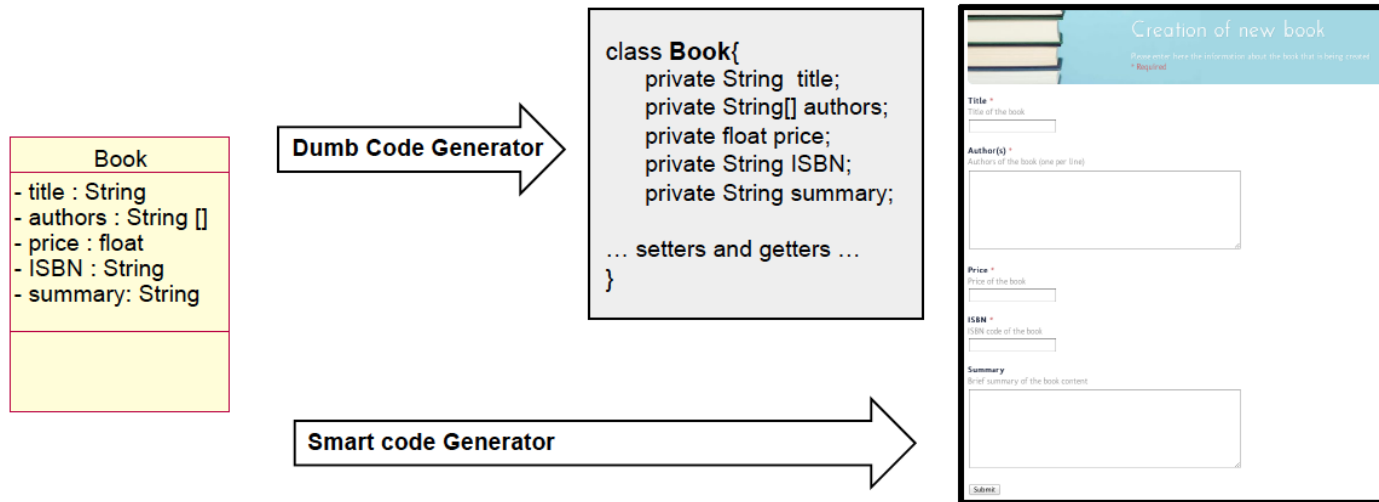 Book
- title : String
- authors : String []
- price : float
- ISBN : String
- summary: String
Dumb Code Generator
class Book{
private String title;
private String[] authors;
private float price;
private String ISBN;
private String summary;
… setters and getters …
}
Smart code Generator
Creation of new book
Please enter here the information about the book that is being created
* Required
Title *
Title of the book
Author(s) *
Authors of the book (one per line)
Price *
Price of the book
ISBN *
ISBN code of the book
Summary
Brief summary of the book content
Submit